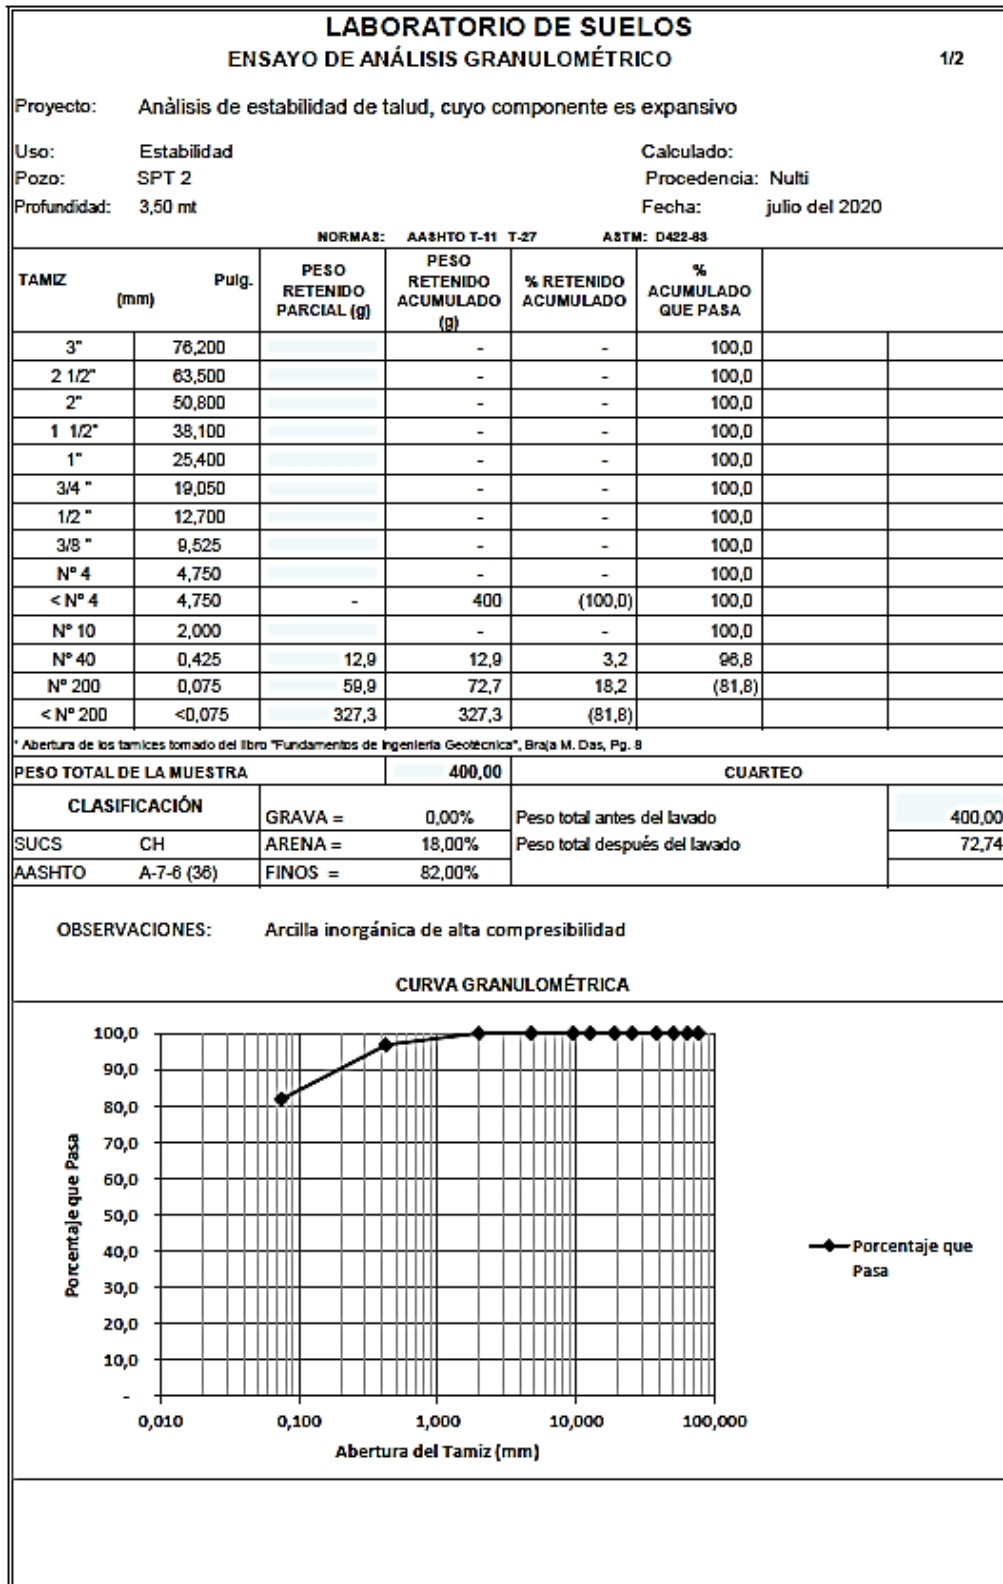 LABORATORIO DE SUELOS
ENSAYO DE ANÁLISIS GRANULOMÉTRICO 1/2
Proyecto: Anàlisis de estabilidad de talud, cuyo componente es expansivo
Uso: Estabilidad Calculado:
Pozo: SPT 2 Procedencia: Nulti
Profundidad: 3,50 mt Fecha: julio del 2020
NORMAS: AASHTO T-11 T-27 ASTM: D422-63
TAMIZ (mm) Pulg. PESO RETENIDO PARCIAL (g) PESO RETENIDO ACUMULADO (g) % RETENIDO ACUMULADO % ACUMULADO QUE PASA
3" 76,200 - - 100,0
2 1/2" 63,500 - - 100,0
2" 50,800 - - 100,0
1 1/2" 38,100 - - 100,0
1" 25,400 - - 100,0
3/4 " 19,050 - - 100,0
1/2 " 12,700 - - 100,0
3/8 " 9,525 - - 100,0
Nº 4 4,750 - - 100,0
< Nº 4 4,750 - 400 (100,0) 100,0
Nº 10 2,000 - - 100,0
Nº 40 0,425 12,9 12,9 3,2 96,8
Nº 200 0,075 59,9 72,7 18,2 (81,8)
< Nº 200 <0,075 327,3 327,3 (81,8)
* Abertura de los tamices tomado del libro "Fundamentos de Ingeniería Geotécnica", Braja M. Das, Pg. 8
PESO TOTAL DE LA MUESTRA 400,00 CUARTEO
CLASIFICACIÓN GRAVA = 0,00% Peso total antes del lavado 400,00
SUCS CH ARENA = 18,00% Peso total después del lavado 72,74
AASHTO A-7-6 (36) FINOS = 82,00%
OBSERVACIONES: Arcilla inorgánica de alta compresibilidad
CURVA GRANULOMÉTRICA
100,0
90,0
80,0
70,0
60,0
50,0
40,0
30,0
20,0
10,0
-
Porcentaje que Pasa
0,010 0,100 1,000 10,000 100,000
Abertura del Tamiz (mm)
Porcentaje que
Pasa